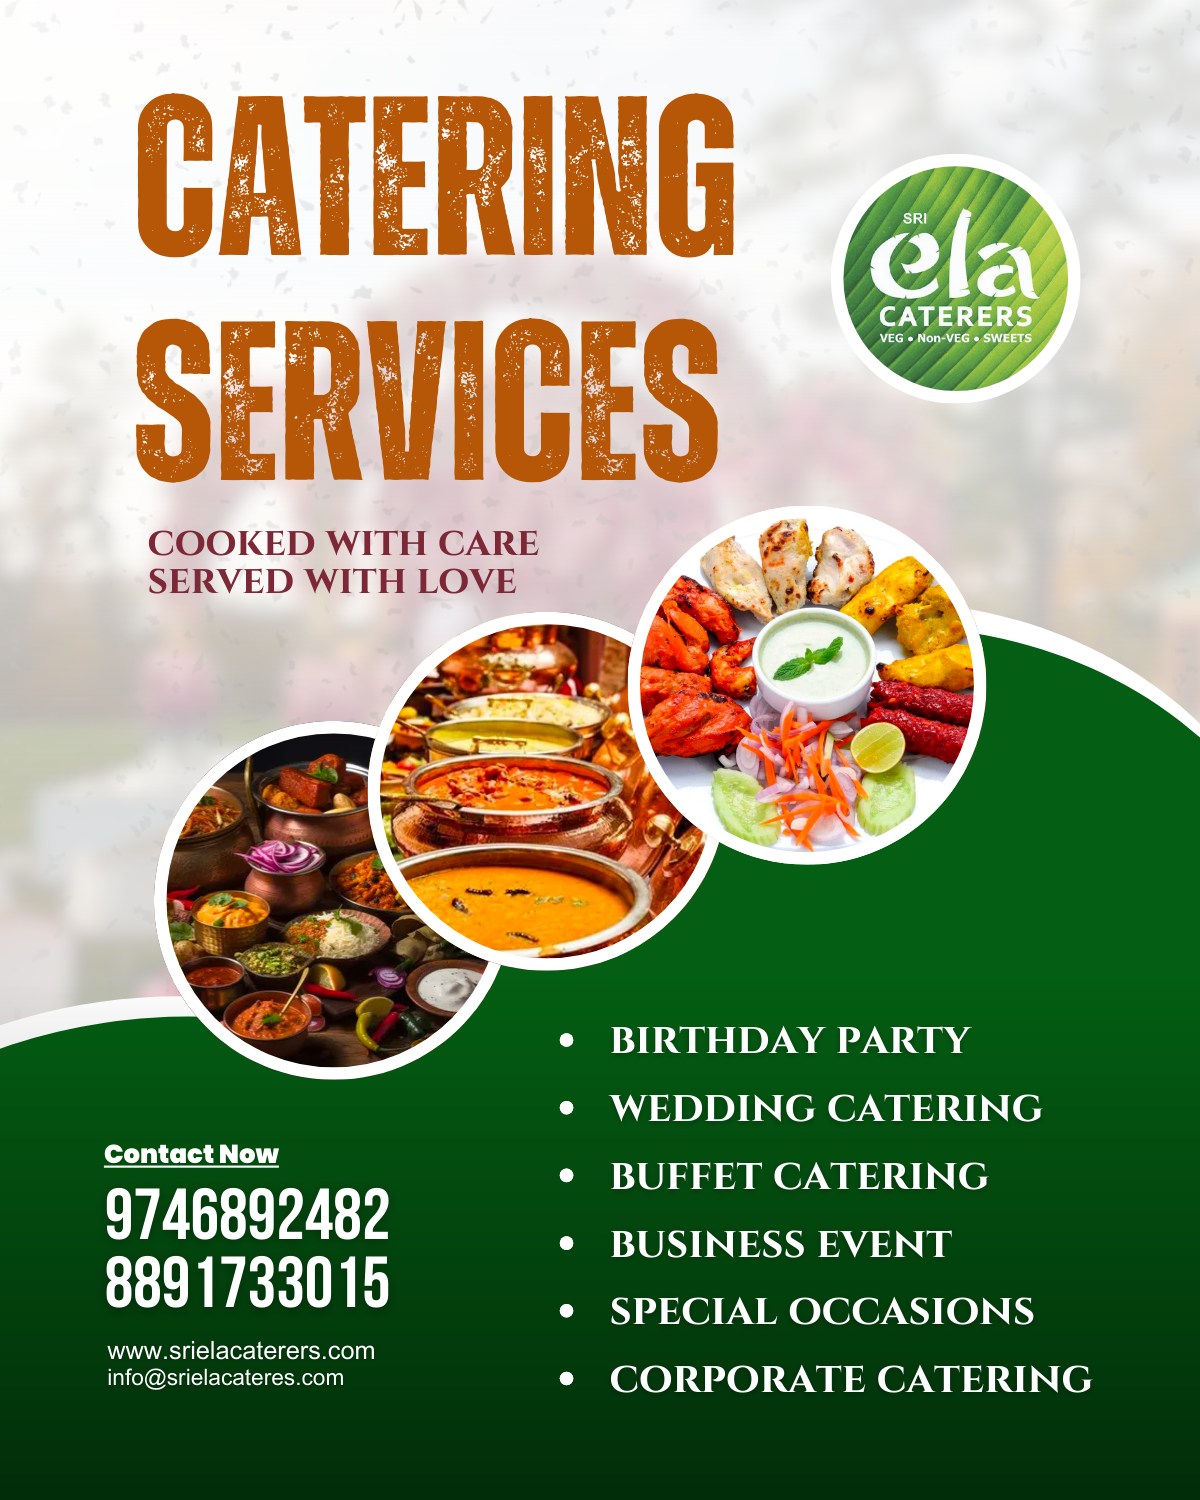 CATERING
SERVICES
SRI
ela
CATERERS
VEG • Non-VEG • SWEETS
COOKED WITH CARE
SERVED WITH LOVE
• BIRTHDAY PARTY
• WEDDING CATERING
• BUFFET CATERING
• BUSINESS EVENT
• SPECIAL OCCASIONS
• CORPORATE CATERING
Contact Now
9746892482
8891733015
www.srielacaterers.com
info@srielacateres.com